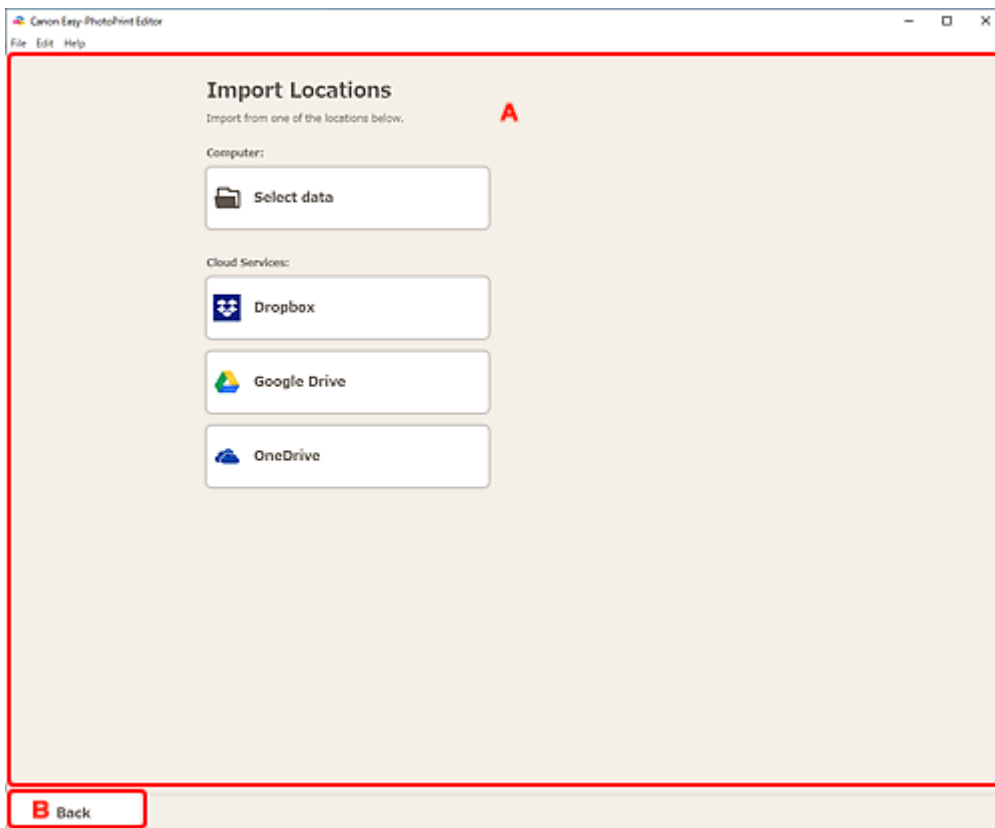 Canon Easy-PhotoPrint Editor
File Edit Help
Import Locations
A
Import from one of the locations below.
Computer:
Select data
Cloud Services:
Dropbox
Google Drive
OneDrive
B Back